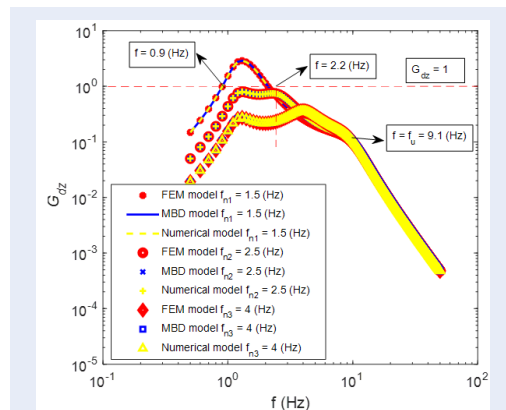 f = 0.9 (Hz)
f = 2.2 (Hz)
G_dz = 1
f = f_u = 9.1 (Hz)
10^1
10^0
10^-1
10^-2
10^-3
10^-4
10^-5
G_dz
FEM model f_n1 = 1.5 (Hz)
MBD model f_n1 = 1.5 (Hz)
Numerical model f_n1 = 1.5 (Hz)
FEM model f_n2 = 2.5 (Hz)
MBD model f_n2 = 2.5 (Hz)
Numerical model f_n2 = 2.5 (Hz)
FEM model f_n3 = 4 (Hz)
MBD model f_n3 = 4 (Hz)
Numerical model f_n3 = 4 (Hz)
10^-1
10^0
10^1
10^2
f (Hz)